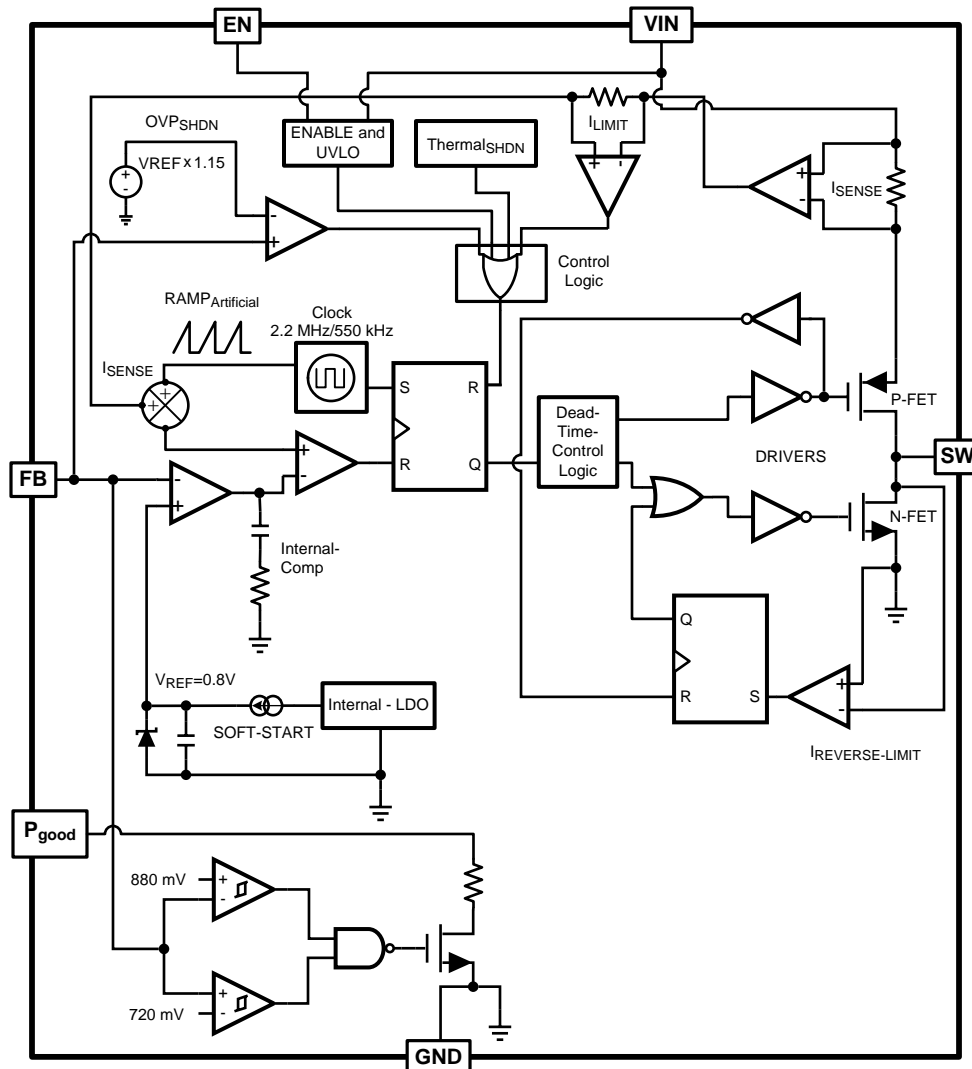 EN
VIN
OVPSHDN
VREF x 1.15
+
-
ENABLE and
UVLO
ThermalSHDN
ILIMIT
+
-
+
-
ISENSE
-
+
Control
Logic
RAMPArtificial
Clock
2.2 MHz/550 kHz
ISENSE
+
+
+
S
R
R
Q
Dead-
Time-
Control
Logic
P-FET
DRIVERS
SW
FB
-
+
+
-
N-FET
Internal-
Comp
Q
R
S
+
-
IREVERSE-LIMIT
VREF=0.8V
Internal - LDO
SOFT-START
Pgood
880 mV
+
-
+
-
720 mV
GND